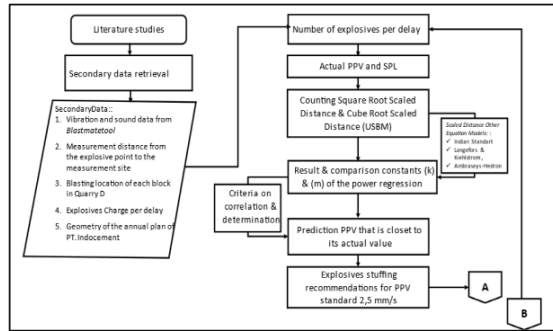 Literature studies
Secondary data retrieval
SecondaryData::
1. Vibration and sound data from
Blastmatetool
2. Measurement distance from
the explosive point to the
measurement site
3. Blasting location of each block
in Quarry D
4. Explosives Charge per delay
5. Geometry of the annual plan of
PT.Indocement
Number of explosives per delay
Actual PPV and SPL
Counting Square Root Scaled
Distance & Cube Root Scaled
Distance (USBM)
Scaled Distance Other
Equation Models: :
✓ Indian Standart
✓ Langefors &
Kiehlstrom,
✓ Ambraseys-Hedron
Result & comparison constants (k)
& (m) of the power regression
Criteria on
correlation &
determination
Prediction PPV that is closet to
its actual value
Explosives stuffing
recommendations for PPV
standard 2,5 mm/s
A
B